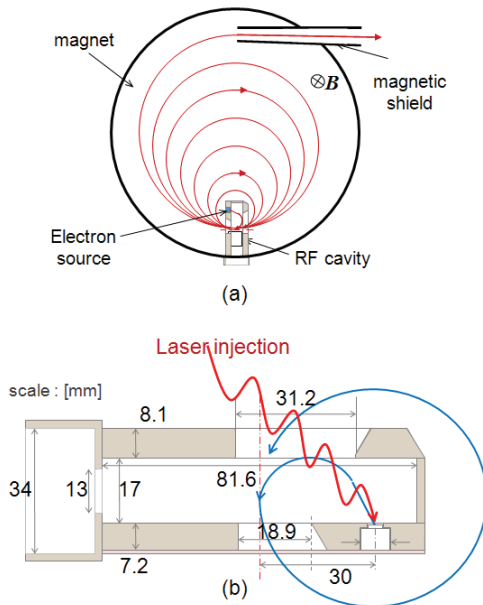 magnet
⊗B
magnetic
shield
Electron
source
RF cavity
(a)
Laser injection
scale : [mm]
31.2
8.1
81.6
34
13
17
18.9
7.2
30
(b)